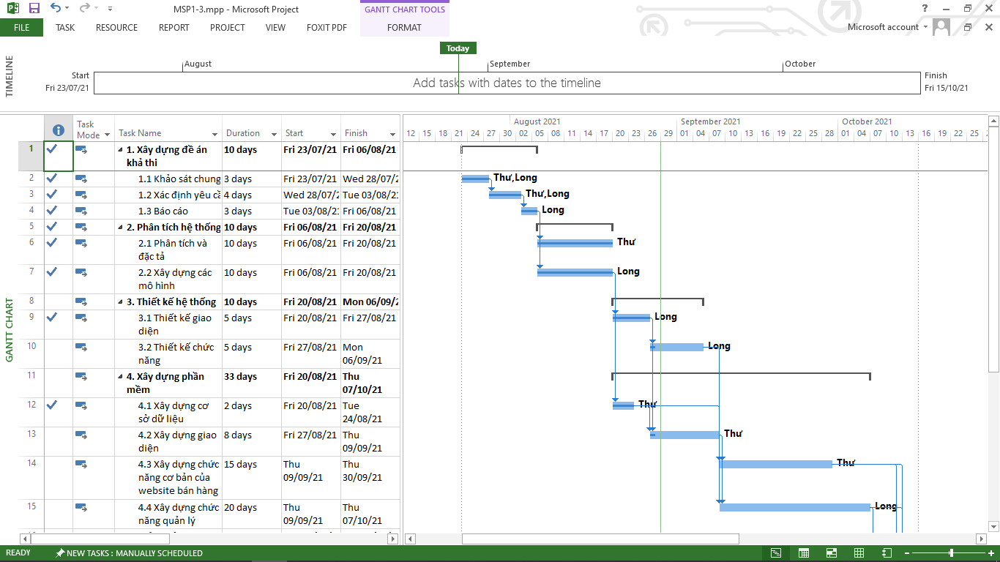 MSP1-3.mpp - Microsoft Project
GANTT CHART TOOLS
FILE TASK RESOURCE REPORT PROJECT VIEW FOXIT PDF FORMAT
Microsoft account
TIMELINE
Today
August September October
Start
Fri 23/07/21
Add tasks with dates to the timeline
Finish
Fri 15/10/21
GANTT CHART
Task Mode Task Name Duration Start Finish
August 2021 September 2021 October 2021
12 15 18 21 24 27 30 02 05 08 11 14 17 20 23 26 29 01 04 07 10 13 16 19 22 25 28 01 04 07 10 13 16 19 22 25
1 1. Xây dựng đề án khả thi 10 days Fri 23/07/21 Fri 06/08/21
2 1.1 Khảo sát chung 3 days Fri 23/07/21 Wed 28/07/2 Thư,Long
3 1.2 Xác định yêu cầ 4 days Wed 28/07/2 Tue 03/08/21 Thư,Long
4 1.3 Báo cáo 3 days Tue 03/08/21 Fri 06/08/21 Long
5 2. Phân tích hệ thống 10 days Fri 06/08/21 Fri 20/08/21
6 2.1 Phân tích và đặc tả 10 days Fri 06/08/21 Fri 20/08/21 Thư
7 2.2 Xây dựng các mô hình 10 days Fri 06/08/21 Fri 20/08/21 Long
8 3. Thiết kế hệ thống 10 days Fri 20/08/21 Mon 06/09/2
9 3.1 Thiết kế giao diện 5 days Fri 20/08/21 Fri 27/08/21 Long
10 3.2 Thiết kế chức năng 5 days Fri 27/08/21 Mon 06/09/21 Long
11 4. Xây dựng phần mềm 33 days Fri 20/08/21 Thu 07/10/21
12 4.1 Xây dựng cơ sở dữ liệu 2 days Fri 20/08/21 Tue 24/08/21 Thư
13 4.2 Xây dựng giao diện 8 days Fri 27/08/21 Thu 09/09/21 Thư
14 4.3 Xây dựng chức năng cơ bản của website bán hàng 15 days Thu 09/09/21 Thu 30/09/21 Thư
15 4.4 Xây dựng chức năng quản lý 20 days Thu 09/09/21 Thu 07/10/21 Long
READY NEW TASKS : MANUALLY SCHEDULED